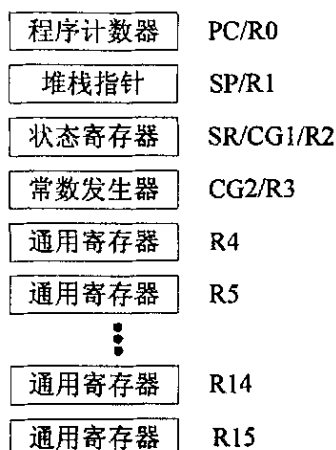 程序计数器 PC/R0
堆栈指针 SP/R1
状态寄存器 SR/CG1/R2
常数发生器 CG2/R3
通用寄存器 R4
通用寄存器 R5
通用寄存器 R14
通用寄存器 R15